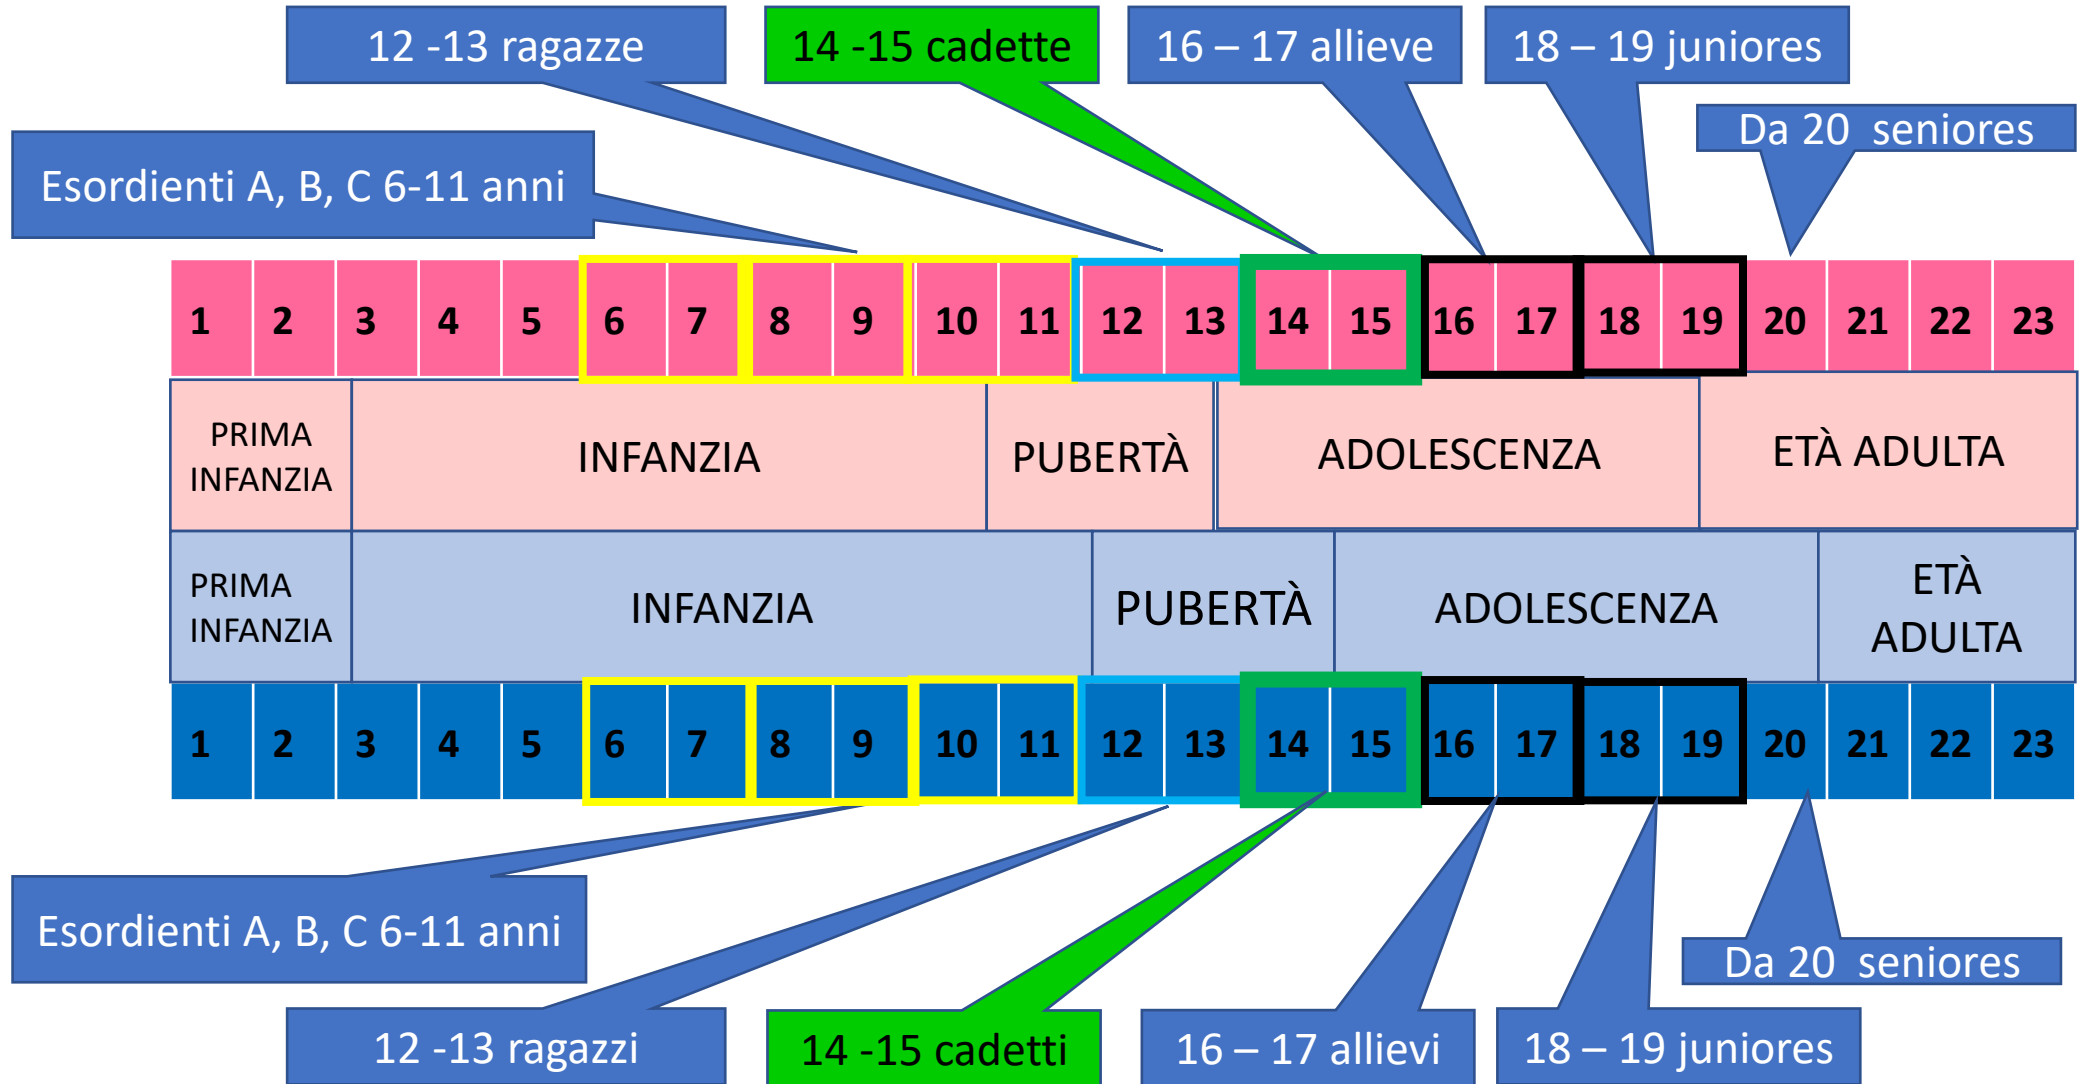 12 -13 ragazze
14 -15 cadette
16 – 17 allieve
18 – 19 juniores
Da 20 seniores
Esordienti A, B, C 6-11 anni
1 2 3 4 5 6 7 8 9 10 11 12 13 14 15 16 17 18 19 20 21 22 23
PRIMA
INFANZIA
INFANZIA
PUBERTÀ
ADOLESCENZA
ETÀ ADULTA
PRIMA
INFANZIA
INFANZIA
PUBERTÀ
ADOLESCENZA
ETÀ
ADULTA
1 2 3 4 5 6 7 8 9 10 11 12 13 14 15 16 17 18 19 20 21 22 23
Esordienti A, B, C 6-11 anni
Da 20 seniores
12 -13 ragazzi
14 -15 cadetti
16 – 17 allievi
18 – 19 juniores